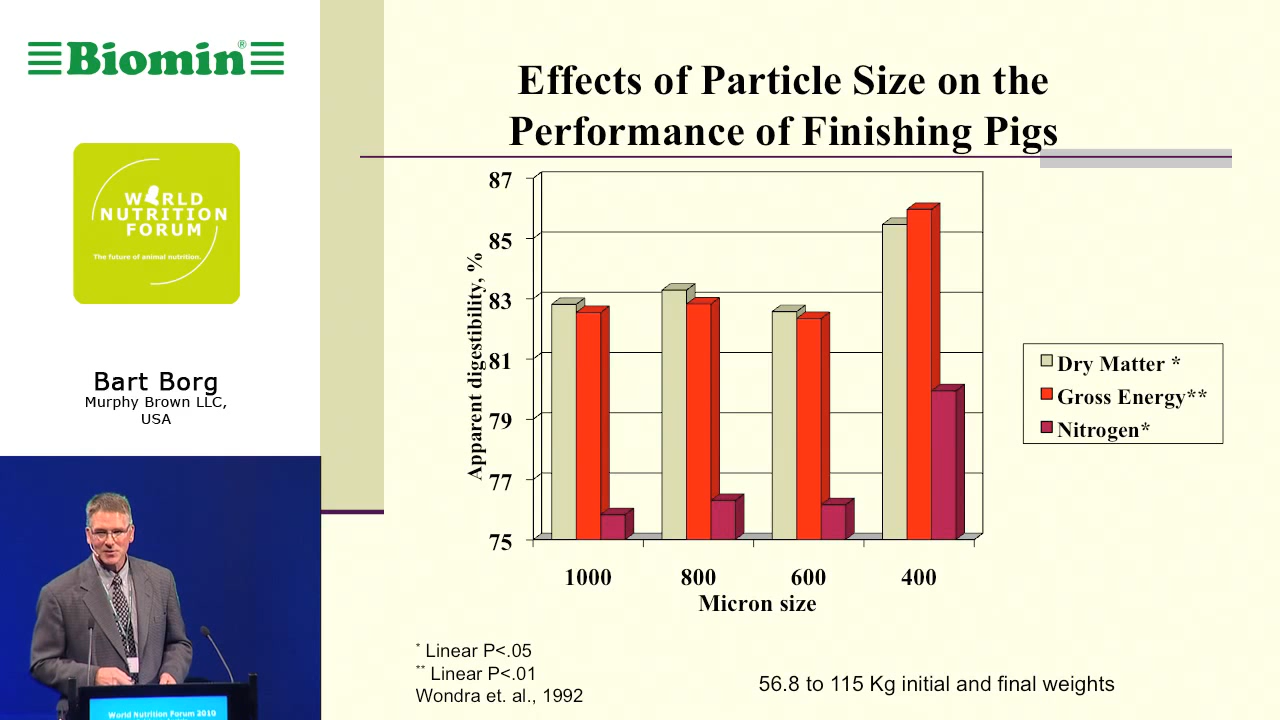 Biomin®
WORLD
NUTRITION
FORUM
The future of animal nutrition.
Bart Borg
Murphy Brown LLC,
USA
World Nutrition Forum 2010
Effects of Particle Size on the
Performance of Finishing Pigs
Apparent digestibility, %
87
85
83
81
79
77
75
1000 800 600 400
Micron size
Dry Matter *
Gross Energy**
Nitrogen*
* Linear P<.05
** Linear P<.01
Wondra et. al., 1992
56.8 to 115 Kg initial and final weights